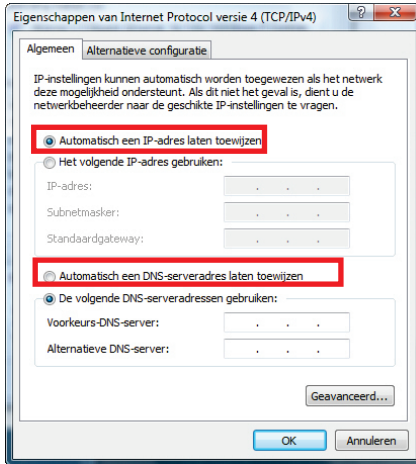 Eigenschappen van Internet Protocol versie 4 (TCP/IPv4)
Algemeen
Alternatieve configuratie
IP-instellingen kunnen automatisch worden toegewezen als het netwerk
deze mogelijkheid ondersteunt. Als dit niet het geval is, dient u de
netwerkbeheerder naar de geschikte IP-instellingen te vragen.
Automatisch een IP-adres laten toewijzen
Het volgende IP-adres gebruiken:
IP-adres:
Subnetmasker:
Standaardgateway:
Automatisch een DNS-serveradres laten toewijzen
De volgende DNS-serveradressen gebruiken:
Voorkeurs-DNS-server:
Alternatieve DNS-server:
Geavanceerd...
OK
Annuleren